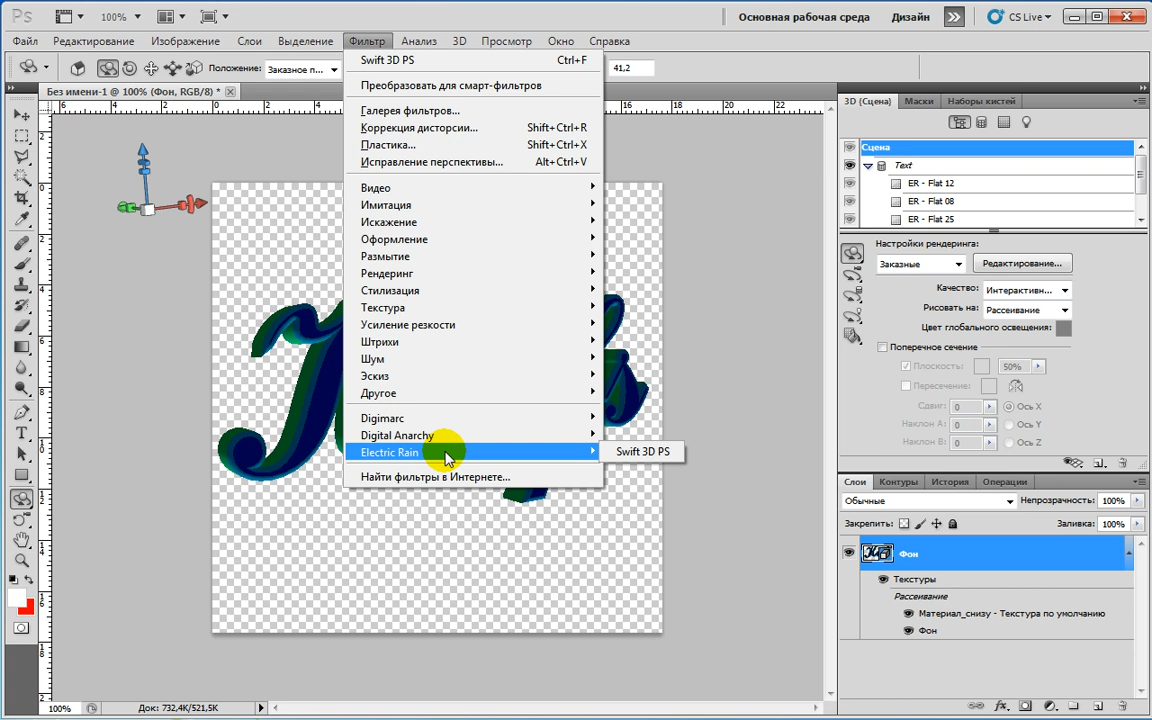 Ps 100% Основная рабочая среда Дизайн CS Live
Файл Редактирование Изображение Слои Выделение Фильтр Анализ 3D Просмотр Окно Справка
Положение: Заказное п... 41,2
Без имени-1 @ 100% (Фон, RGB/8) *
Swift 3D PS Ctrl+F
Преобразовать для смарт-фильтров
Галерея фильтров...
Коррекция дисторсии... Shift+Ctrl+R
Пластика... Shift+Ctrl+X
Исправление перспективы... Alt+Ctrl+V
Видео
Имитация
Искажение
Оформление
Размытие
Рендеринг
Стилизация
Текстура
Усиление резкости
Штрихи
Шум
Эскиз
Другое
Digimarc
Digital Anarchy
Electric Rain
Swift 3D PS
Найти фильтры в Интернете...
3D (Сцена) Маски Наборы кистей
Сцена
Text
ER - Flat 12
ER - Flat 08
ER - Flat 25
Настройки рендеринга:
Заказные Редактирование...
Качество: Интерактивн...
Рисовать на: Рассеивание
Цвет глобального освещения:
Поперечное сечение
Плоскость: 50%
Пересечение:
Сдвиг: 0 Ось X
Наклон A: 0 Ось Y
Наклон B: 0 Ось Z
Слои Контуры История Операции
Обычные Непрозрачность: 100%
Закрепить: Заливка: 100%
Фон
Текстуры
Рассеивание
Материал_снизу - Текстура по умолчанию
Фон
100% Док: 732,4K/521,5K